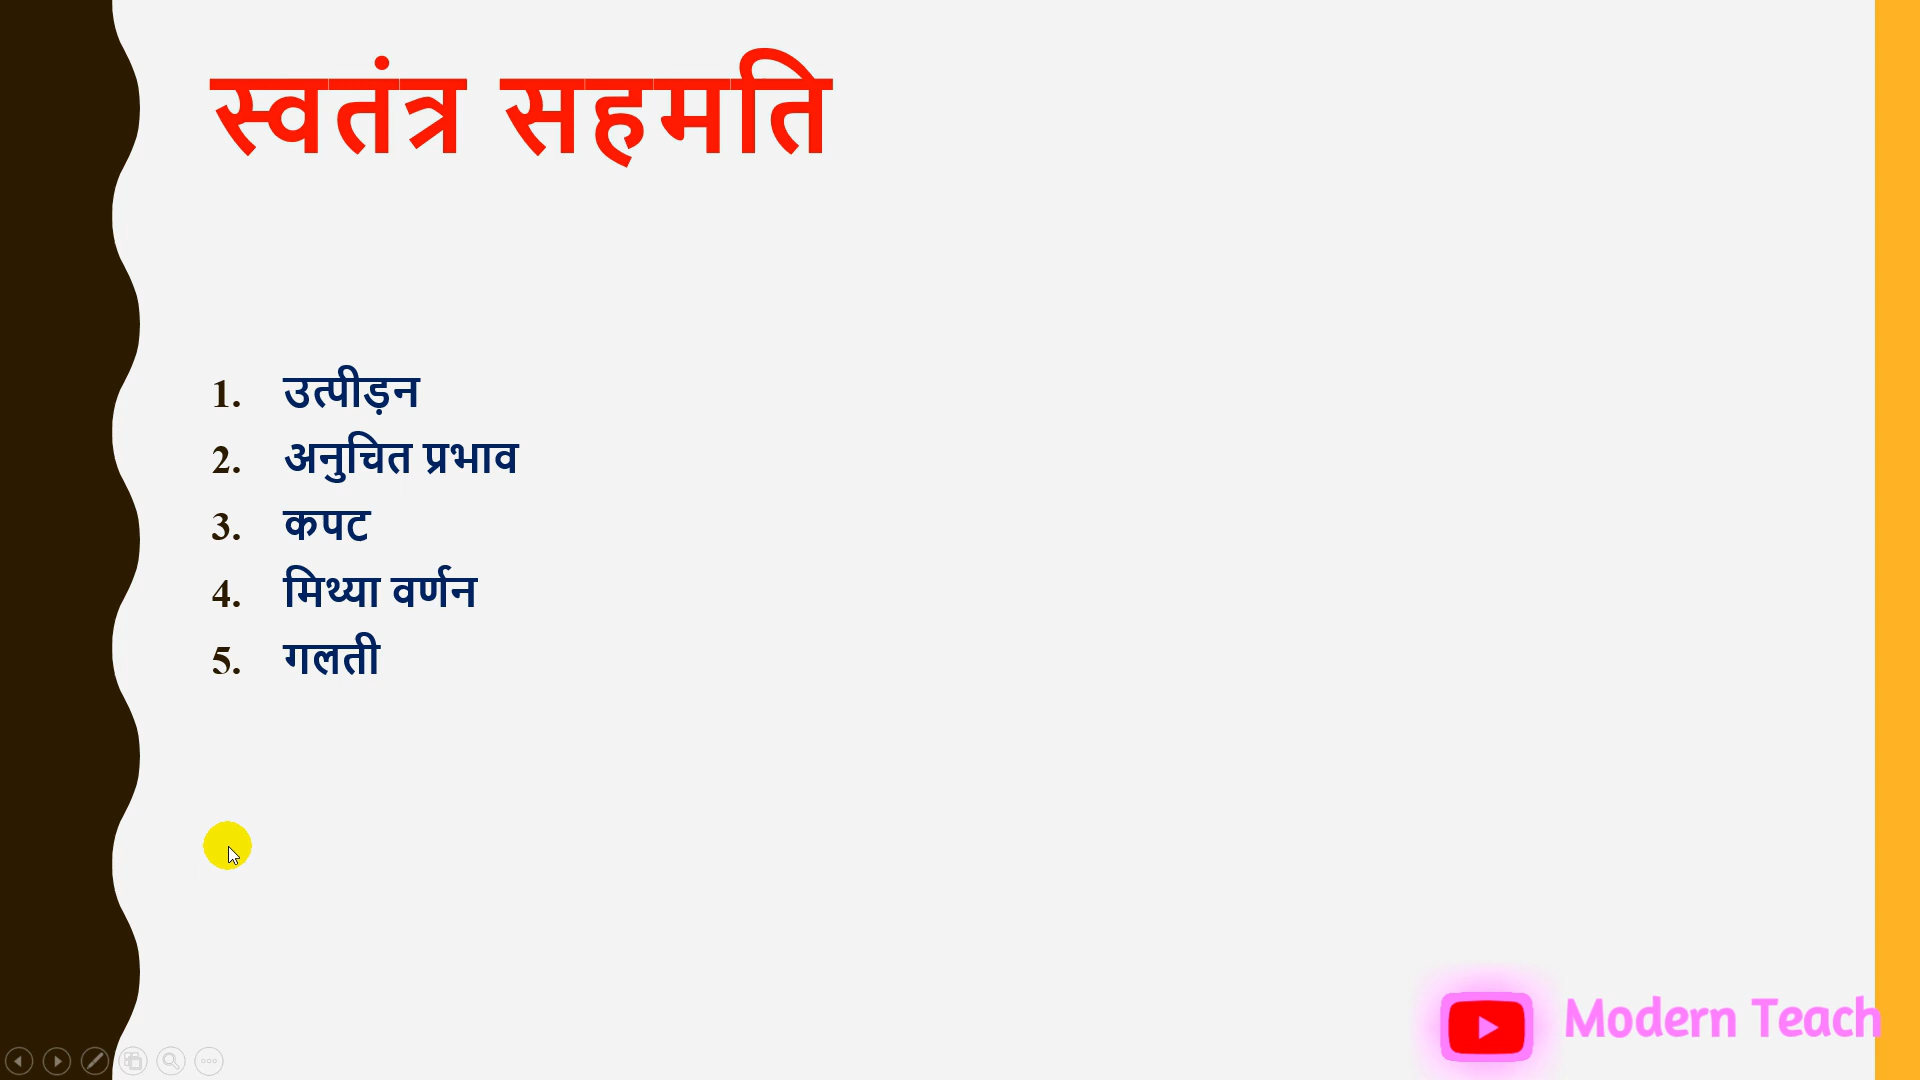 स्वतंत्र सहमति
1. उत्पीड़न
2. अनुचित प्रभाव
3. कपट
4. मिथ्या वर्णन
5. गलती
Modern Teach